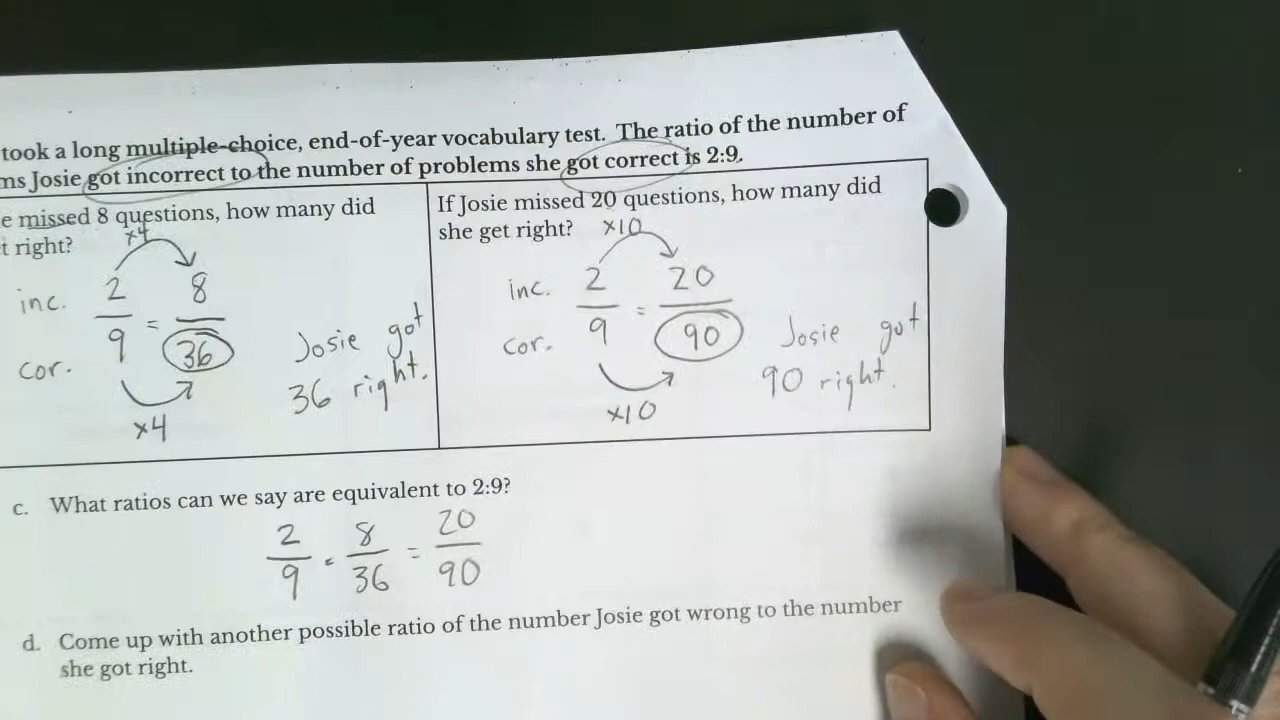 took a long multiple-choice, end-of-year vocabulary test. The ratio of the number of
ms Josie got incorrect to the number of problems she got correct is 2:9.
e missed 8 questions, how many did
t right?
x4
inc.
2
8
=
cor.
9
36
x4
Josie got
36 right.
If Josie missed 20 questions, how many did
she get right?
x10
inc.
2
20
=
cor.
9
90
x10
Josie got
90 right.
c. What ratios can we say are equivalent to 2:9?
2 8 20
= =
9 36 90
d. Come up with another possible ratio of the number Josie got wrong to the number
she got right.